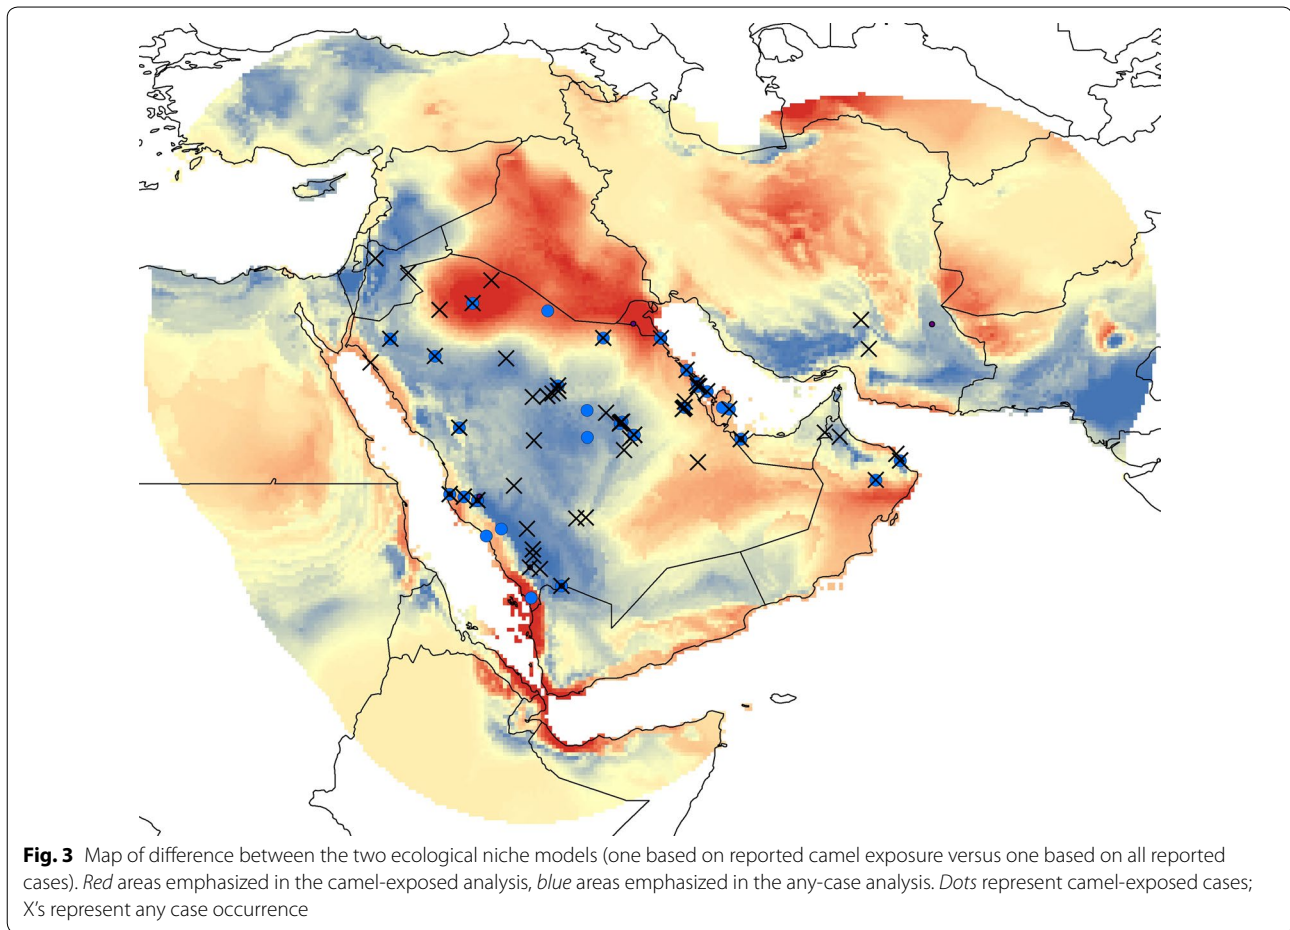 Fig. 3 Map of difference between the two ecological niche models (one based on reported camel exposure versus one based on all reported
cases). Red areas emphasized in the camel-exposed analysis, blue areas emphasized in the any-case analysis. Dots represent camel-exposed cases;
X's represent any case occurrence